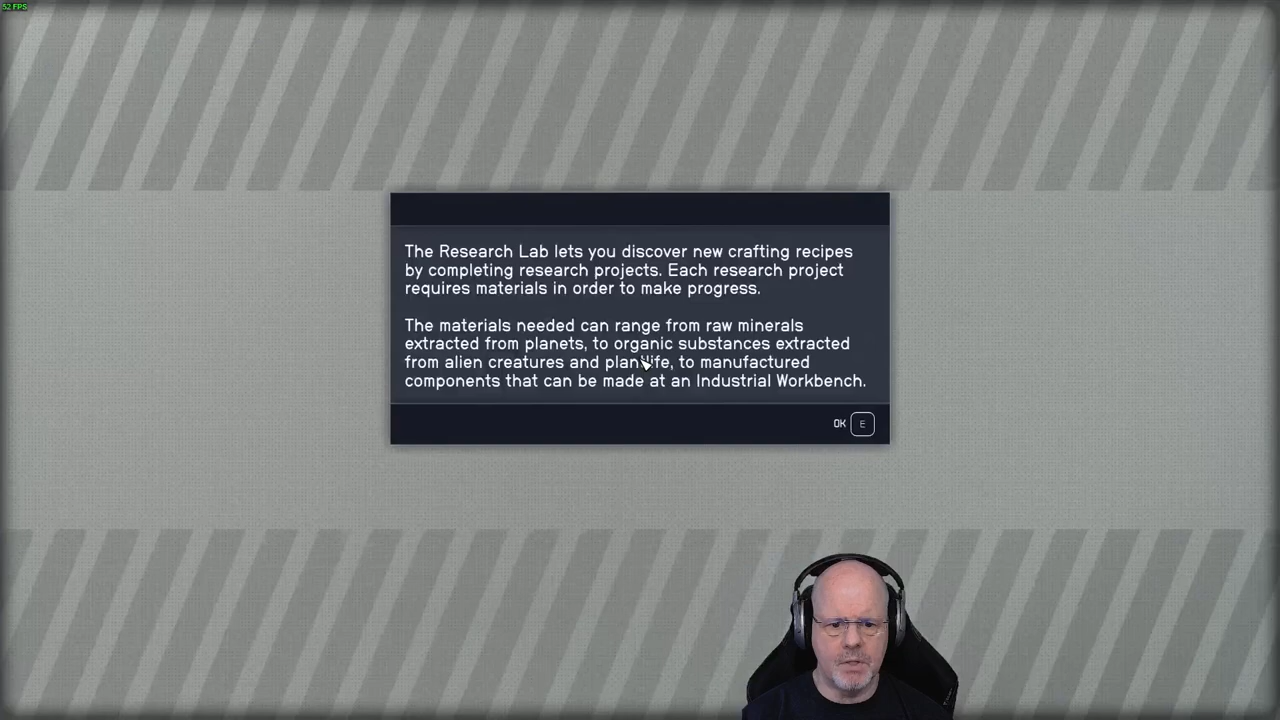 52 FPS
The Research Lab lets you discover new crafting recipes
by completing research projects. Each research project
requires materials in order to make progress.
The materials needed can range from raw minerals
extracted from planets, to organic substances extracted
from alien creatures and plant life, to manufactured
components that can be made at an Industrial Workbench.
OK E